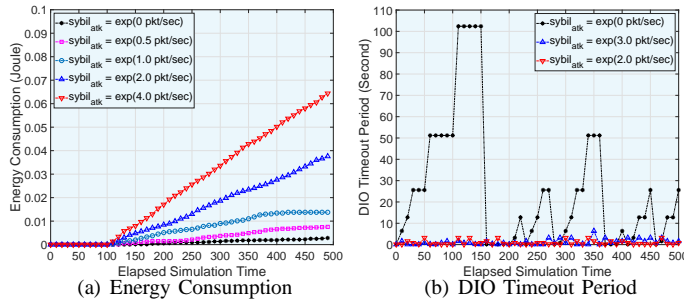 0.1
0.09
0.08
0.07
0.06
0.05
0.04
0.03
0.02
0.01
0
Energy Consumption (Joule)
sybil_atk = exp(0 pkt/sec)
sybil_atk = exp(0.5 pkt/sec)
sybil_atk = exp(1.0 pkt/sec)
sybil_atk = exp(2.0 pkt/sec)
sybil_atk = exp(4.0 pkt/sec)
0 50 100 150 200 250 300 350 400 450 500
Elapsed Simulation Time
(a) Energy Consumption
110
100
90
80
70
60
50
40
30
20
10
0
DIO Timeout Period (Second)
sybil_atk = exp(0 pkt/sec)
sybil_atk = exp(3.0 pkt/sec)
sybil_atk = exp(2.0 pkt/sec)
0 50 100 150 200 250 300 350 400 450 500
Elapsed Simulation Time
(b) DIO Timeout Period